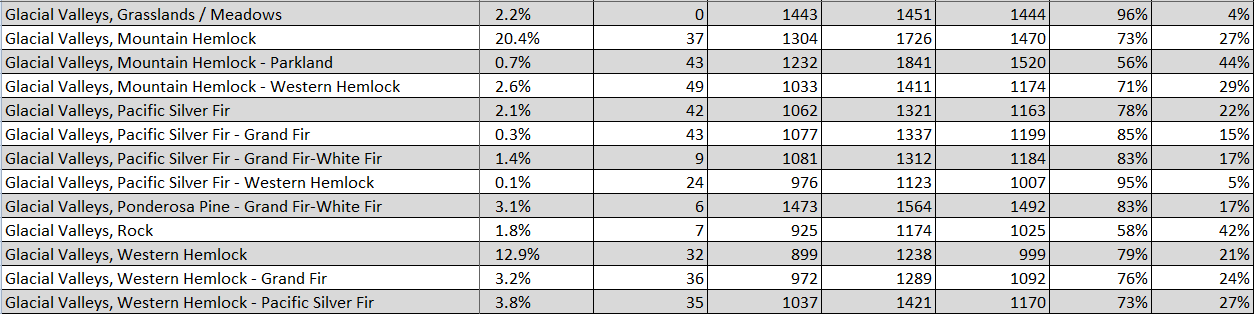 Glacial Valleys, Grasslands / Meadows 2.2% 0 1443 1451 1444 96% 4%
Glacial Valleys, Mountain Hemlock 20.4% 37 1304 1726 1470 73% 27%
Glacial Valleys, Mountain Hemlock - Parkland 0.7% 43 1232 1841 1520 56% 44%
Glacial Valleys, Mountain Hemlock - Western Hemlock 2.6% 49 1033 1411 1174 71% 29%
Glacial Valleys, Pacific Silver Fir 2.1% 42 1062 1321 1163 78% 22%
Glacial Valleys, Pacific Silver Fir - Grand Fir 0.3% 43 1077 1337 1199 85% 15%
Glacial Valleys, Pacific Silver Fir - Grand Fir-White Fir 1.4% 9 1081 1312 1184 83% 17%
Glacial Valleys, Pacific Silver Fir - Western Hemlock 0.1% 24 976 1123 1007 95% 5%
Glacial Valleys, Ponderosa Pine - Grand Fir-White Fir 3.1% 6 1473 1564 1492 83% 17%
Glacial Valleys, Rock 1.8% 7 925 1174 1025 58% 42%
Glacial Valleys, Western Hemlock 12.9% 32 899 1238 999 79% 21%
Glacial Valleys, Western Hemlock - Grand Fir 3.2% 36 972 1289 1092 76% 24%
Glacial Valleys, Western Hemlock - Pacific Silver Fir 3.8% 35 1037 1421 1170 73% 27%